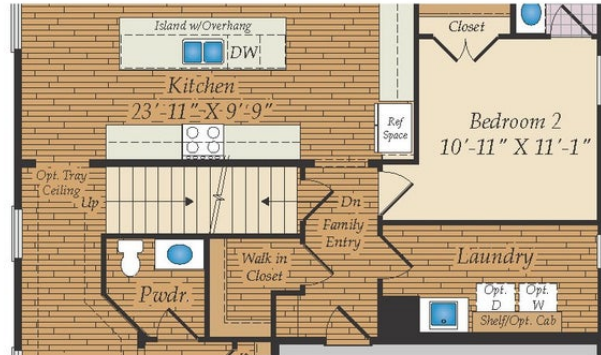 Island w/Overhang
DW
Closet
Kitchen
23'-11" X 9'-9"
Ref
Space
Bedroom 2
10'-11" X 11'-1"
Opt. Tray
Ceiling
Up
Dn
Family
Entry
Walk in
Closet
Laundry
Pwdr.
Opt.
D
Opt.
W
Shelf/Opt. Cab